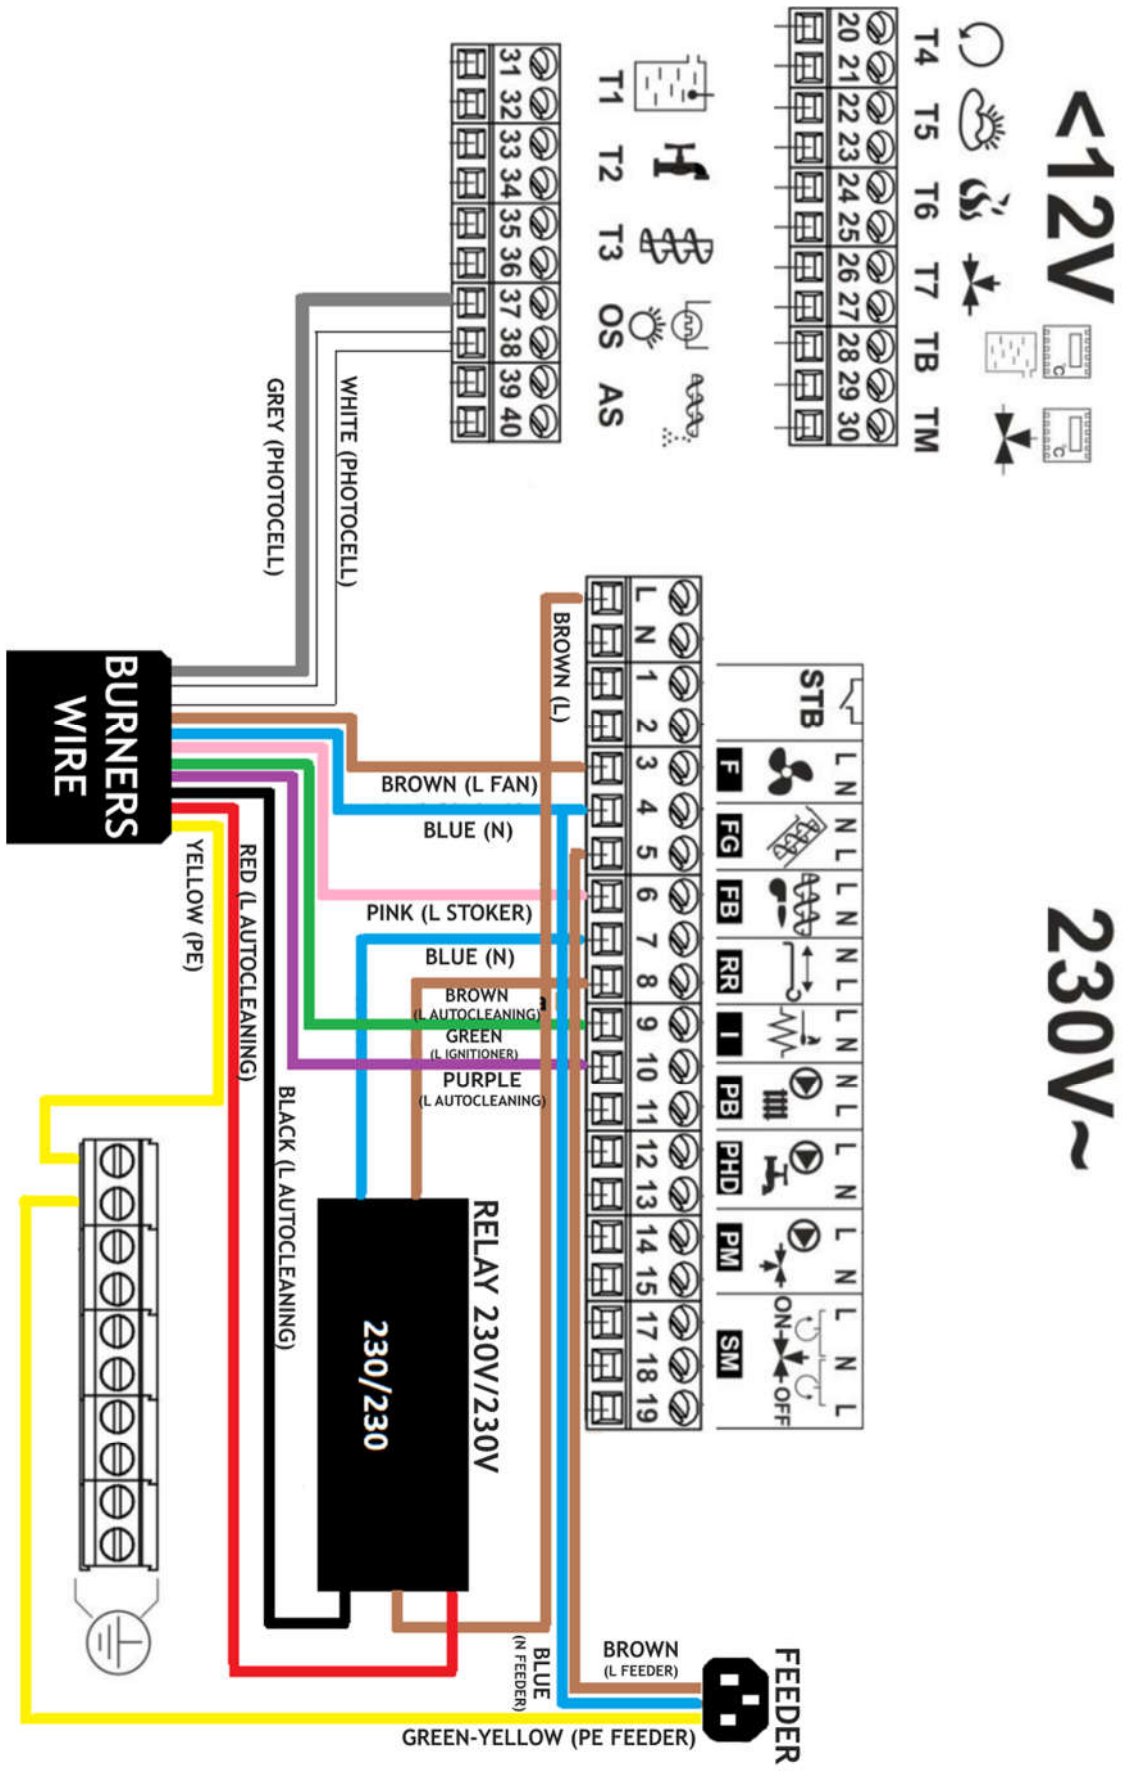 <12V
230V~
T4 T5 T6 T7 TB TM
°C °C
20 21 22 23 24 25 26 27 28 29 30
T1 T2 T3 OS AS
31 32 33 34 35 36 37 38 39 40
WHITE (PHOTOCELL)
GREY (PHOTOCELL)
STB
L N N L L N N L L N N L L N L N L N L
F FG FB RR I PB PHD PM SM
ON OFF
L N 1 2 3 4 5 6 7 8 9 10 11 12 13 14 15 17 18 19
BROWN (L)
BROWN (L FAN)
BLUE (N)
PINK (L STOKER)
BLUE (N)
BROWN
(L AUTOCLEANING)
a
GREEN
(L IGNITIONER)
PURPLE
(L AUTOCLEANING)
BURNERS
WIRE
YELLOW (PE)
RED (L AUTOCLEANING)
BLACK (L AUTOCLEANING)
RELAY 230V/230V
230/230
BLUE
(N FEEDER)
BROWN
(L FEEDER)
GREEN-YELLOW (PE FEEDER)
FEEDER